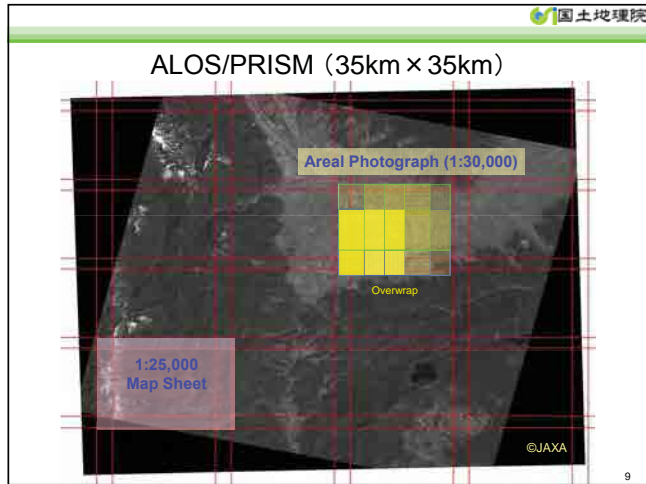 国土地理院
ALOS/PRISM（35km×35km）
Areal Photograph (1:30,000)
Overwrap
1:25,000
Map Sheet
©JAXA
9